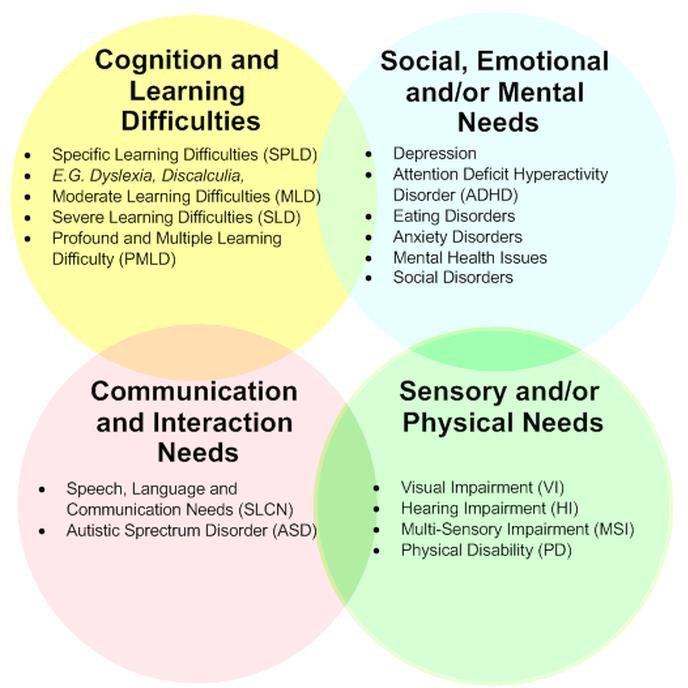 Cognition and
Learning
Difficulties
• Specific Learning Difficulties (SPLD)
• E.G. Dyslexia, Discalculia,
• Moderate Learning Difficulties (MLD)
• Severe Learning Difficulties (SLD)
• Profound and Multiple Learning
Difficulty (PMLD)
Social, Emotional
and/or Mental
Needs
• Depression
• Attention Deficit Hyperactivity
Disorder (ADHD)
• Eating Disorders
• Anxiety Disorders
• Mental Health Issues
• Social Disorders
Communication
and Interaction
Needs
• Speech, Language and
Communication Needs (SLCN)
• Autistic Sprectrum Disorder (ASD)
Sensory and/or
Physical Needs
• Visual Impairment (VI)
• Hearing Impairment (HI)
• Multi-Sensory Impairment (MSI)
• Physical Disability (PD)